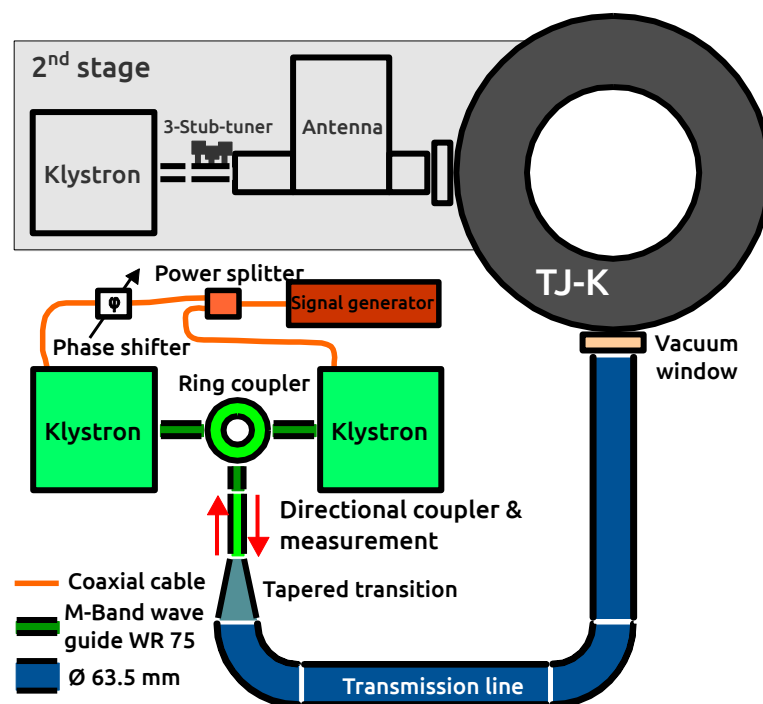 2nd stage
3-Stub-tuner
Antenna
Klystron
TJ-K
Power splitter
φ
Signal generator
Phase shifter
Vacuum
window
Ring coupler
Klystron
Klystron
Directional coupler &
measurement
Coaxial cable
Tapered transition
M-Band wave
guide WR 75
Ø 63.5 mm
Transmission line